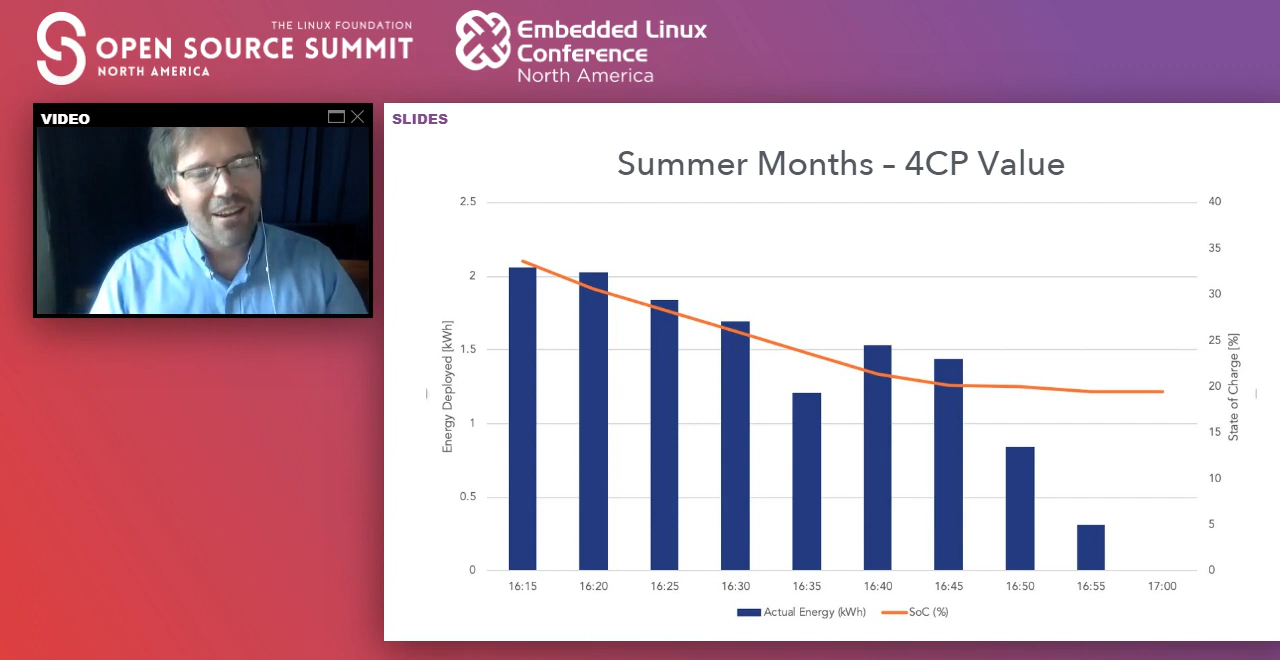 THE LINUX FOUNDATION
OPEN SOURCE SUMMIT
NORTH AMERICA
Embedded Linux
Conference
North America
VIDEO
SLIDES
Summer Months – 4CP Value
2.5
2
1.5
1
0.5
0
Energy Deployed [kWh]
40
35
30
25
20
15
10
5
0
State of Charge [%]
16:15 16:20 16:25 16:30 16:35 16:40 16:45 16:50 16:55 17:00
Actual Energy (kWh) SoC (%)